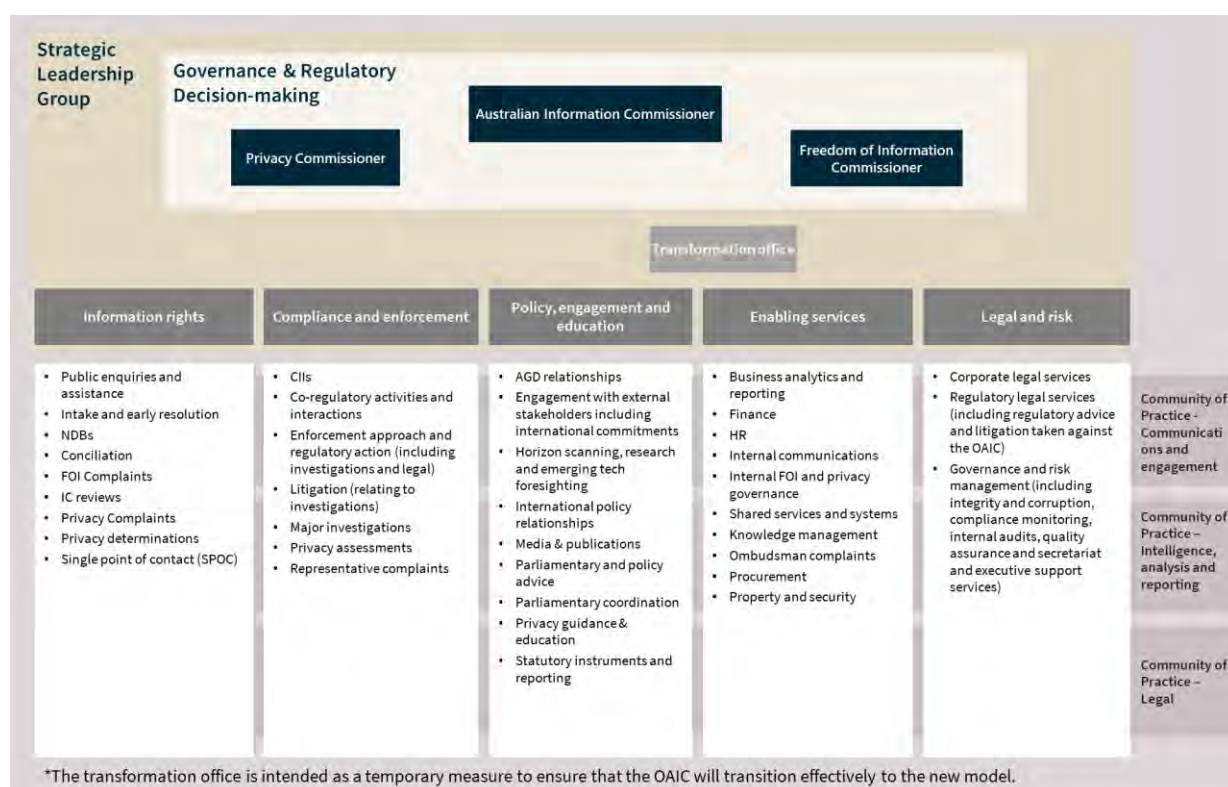 Strategic
Leadership
Group
Governance & Regulatory
Decision-making
Australian Information Commissioner
Privacy Commissioner
Freedom of Information
Commissioner
Transformation office
Information rights
Compliance and enforcement
Policy, engagement and
education
Enabling services
Legal and risk
• Public enquiries and
assistance
• Intake and early resolution
• NDBs
• Conciliation
• FOI Complaints
• IC reviews
• Privacy Complaints
• Privacy determinations
• Single point of contact (SPOC)
• CIIs
• Co-regulatory activities and
interactions
• Enforcement approach and
regulatory action (including
investigations and legal)
• Litigation (relating to
investigations)
• Major investigations
• Privacy assessments
• Representative complaints
• AGD relationships
• Engagement with external
stakeholders including
international commitments
• Horizon scanning, research
and emerging tech
foresighting
• International policy
relationships
• Media & publications
• Parliamentary and policy
advice
• Parliamentary coordination
• Privacy guidance &
education
• Statutory instruments and
reporting
• Business analytics and
reporting
• Finance
• HR
• Internal communications
• Internal FOI and privacy
governance
• Shared services and systems
• Knowledge management
• Ombudsman complaints
• Procurement
• Property and security
• Corporate legal services
• Regulatory legal services
(including regulatory advice
and litigation taken against
the OAIC)
• Governance and risk
management (including
integrity and corruption,
compliance monitoring,
internal audits, quality
assurance and secretariat
and executive support
services)
Community of
Practice -
Communicati
ons and
engagement
Community of
Practice –
Intelligence,
analysis and
reporting
Community of
Practice –
Legal
*The transformation office is intended as a temporary measure to ensure that the OAIC will transition effectively to the new model.